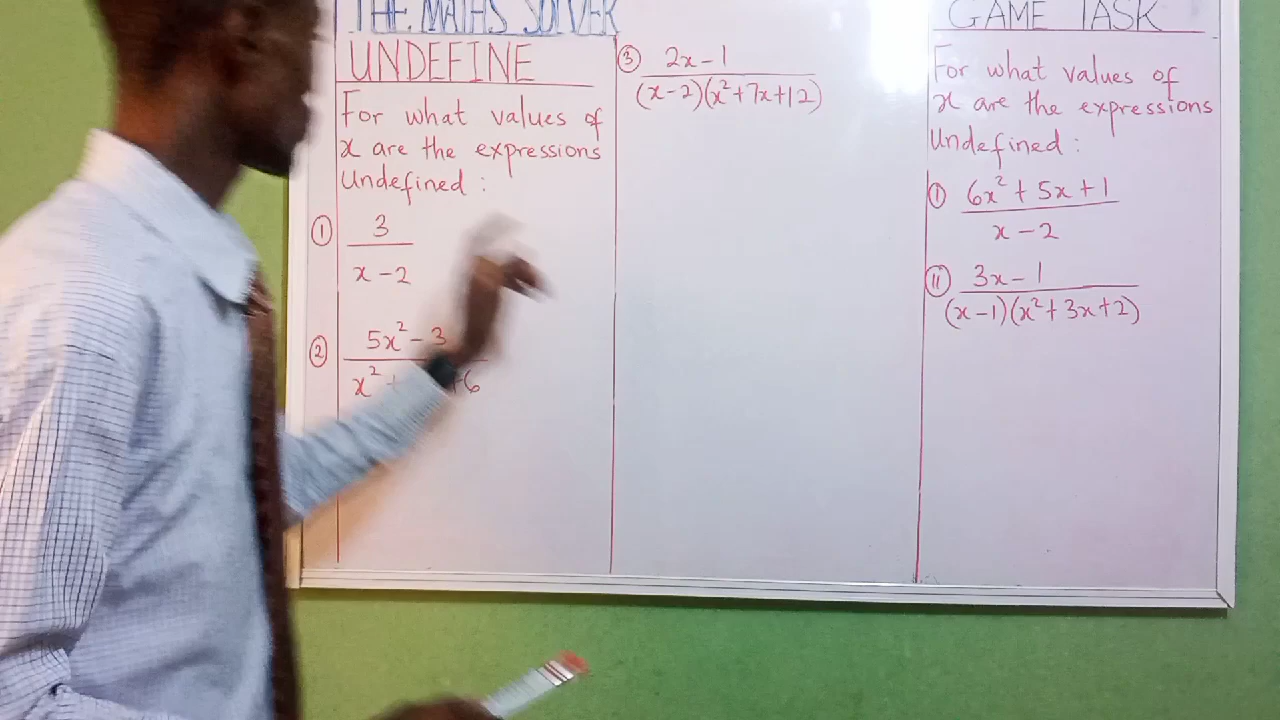 THE MATHS SOLVER
UNDEFINE
For what values of
x are the expressions
Undefined :
① 3
x - 2
② 5x² - 3
x² + +6
③ 2x - 1
(x - 2)(x² + 7x + 12)
GAME TASK
For what values of
x are the expressions
Undefined :
① 6x² + 5x + 1
x - 2
⑪ 3x - 1
(x - 1)(x² + 3x + 2)